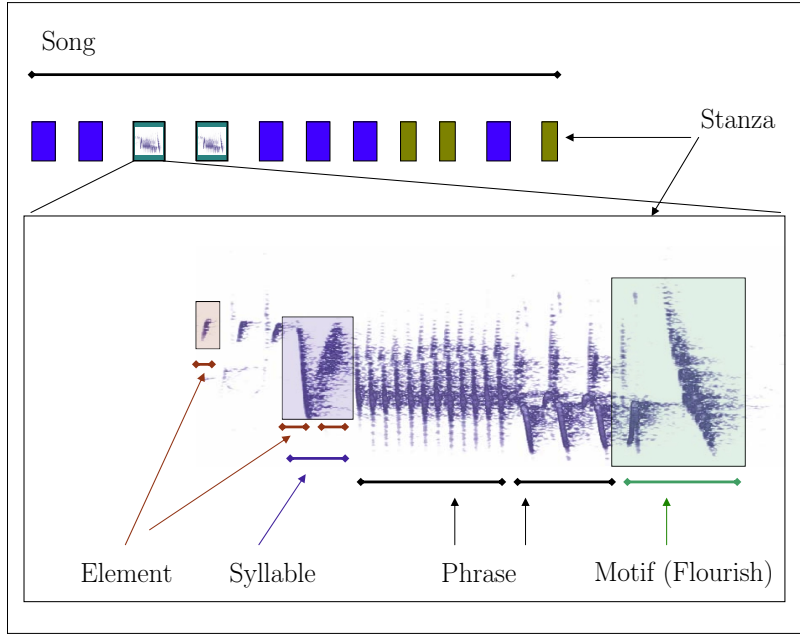 Song
Stanza
Element
Syllable
Phrase
Motif (Flourish)